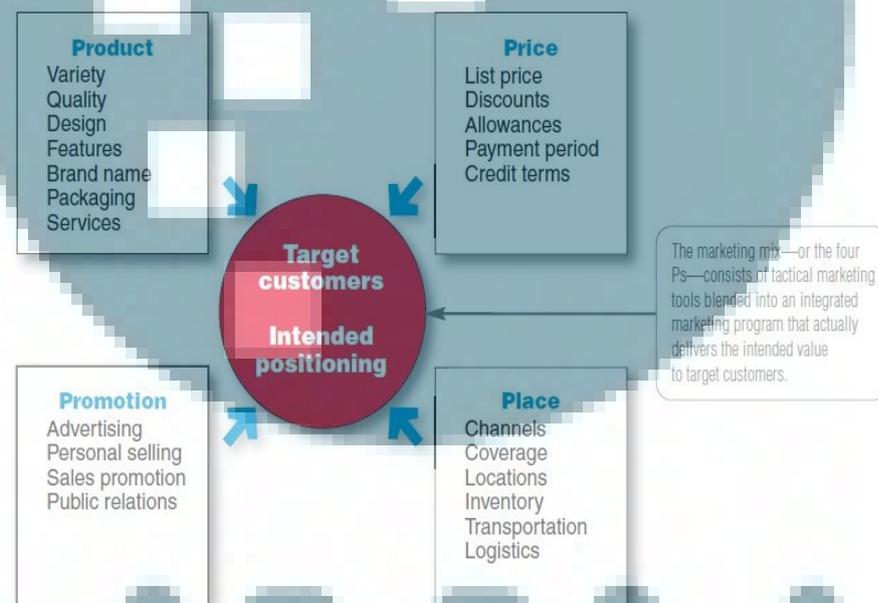 Product
Variety
Quality
Design
Features
Brand name
Packaging
Services
Price
List price
Discounts
Allowances
Payment period
Credit terms
Target
customers
Intended
positioning
The marketing mix—or the four
Ps—consists of tactical marketing
tools blended into an integrated
marketing program that actually
delivers the intended value
to target customers.
Promotion
Advertising
Personal selling
Sales promotion
Public relations
Place
Channels
Coverage
Locations
Inventory
Transportation
Logistics